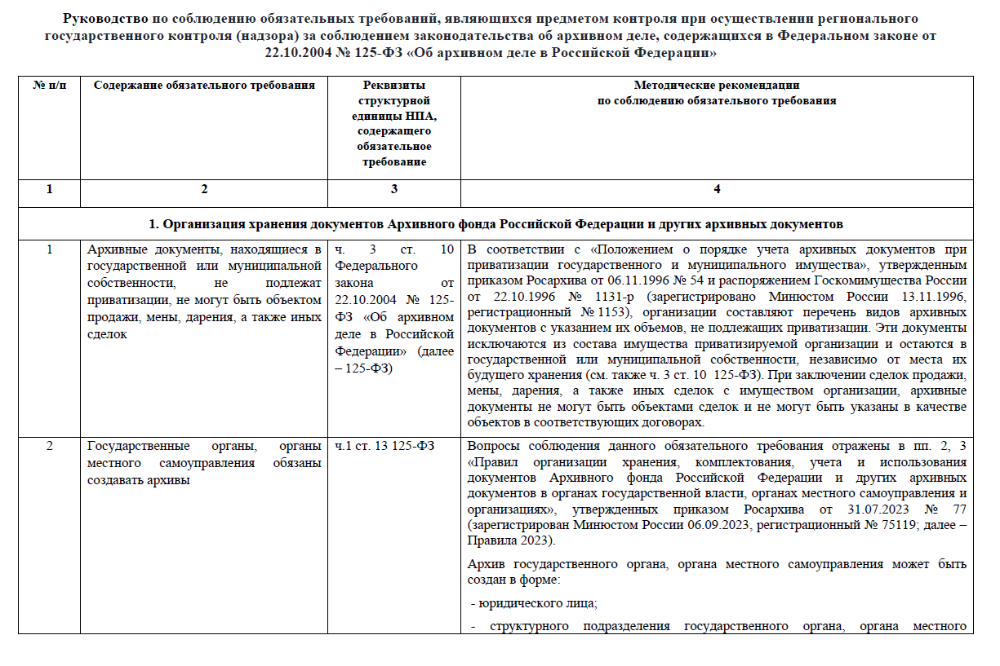 Руководство по соблюдению обязательных требований, являющихся предметом контроля при осуществлении регионального
государственного контроля (надзора) за соблюдением законодательства об архивном деле, содержащихся в Федеральном законе от
22.10.2004 № 125-ФЗ «Об архивном деле в Российской Федерации»
№ п/п
Содержание обязательного требования
Реквизиты
структурной
единицы НПА,
содержащего
обязательное
требование
Методические рекомендации
по соблюдению обязательного требования
1
2
3
4
1. Организация хранения документов Архивного фонда Российской Федерации и других архивных документов
1
Архивные документы, находящиеся в
государственной или муниципальной
собственности, не подлежат
приватизации, не могут быть объектом
продажи, мены, дарения, а также иных
сделок
ч. 3 ст. 10
Федерального
закона от
22.10.2004 № 125-
ФЗ «Об архивном
деле в Российской
Федерации» (далее
– 125-ФЗ)
В соответствии с «Положением о порядке учета архивных документов при
приватизации государственного и муниципального имущества», утвержденным
приказом Росархива от 06.11.1996 № 54 и распоряжением Госкомимущества России
от 22.10.1996 № 1131-р (зарегистрировано Минюстом России 13.11.1996,
регистрационный № 1153), организации составляют перечень видов архивных
документов с указанием их объемов, не подлежащих приватизации. Эти документы
исключаются из состава имущества приватизируемой организации и остаются в
государственной или муниципальной собственности, независимо от места их
будущего хранения (см. также ч. 3 ст. 10 125-ФЗ). При заключении сделок продажи,
мены, дарения, а также иных сделок с имуществом организации, архивные
документы не могут быть объектами сделок и не могут быть указаны в качестве
объектов в соответствующих договорах.
2
Государственные органы, органы
местного самоуправления обязаны
создавать архивы
ч.1 ст. 13 125-ФЗ
Вопросы соблюдения данного обязательного требования отражены в пп. 2, 3
«Правил организации хранения, комплектования, учета и использования
документов Архивного фонда Российской Федерации и других архивных
документов в органах государственной власти, органах местного самоуправления и
организациях», утвержденных приказом Росархива от 31.07.2023 № 77
(зарегистрирован Минюстом России 06.09.2023, регистрационный № 75119; далее –
Правила 2023).
Архив государственного органа, органа местного самоуправления может быть
создан в форме:
- юридического лица;
- структурного подразделения государственного органа, органа местного